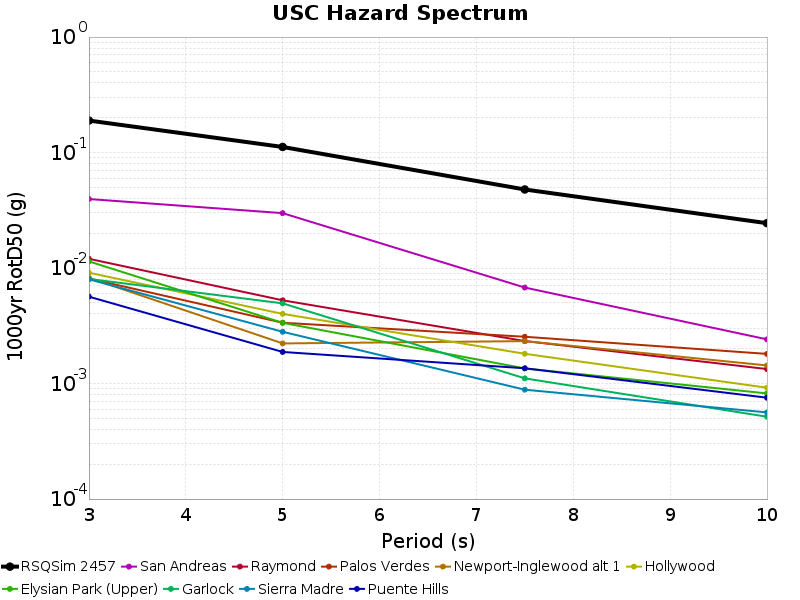 USC Hazard Spectrum
10^0
10^-1
10^-2
10^-3
10^-4
1000yr RotD50 (g)
3 4 5 6 7 8 9 10
Period (s)
RSQSim 2457 San Andreas Raymond Palos Verdes Newport-Inglewood alt 1 Hollywood
Elysian Park (Upper) Garlock Sierra Madre Puente Hills